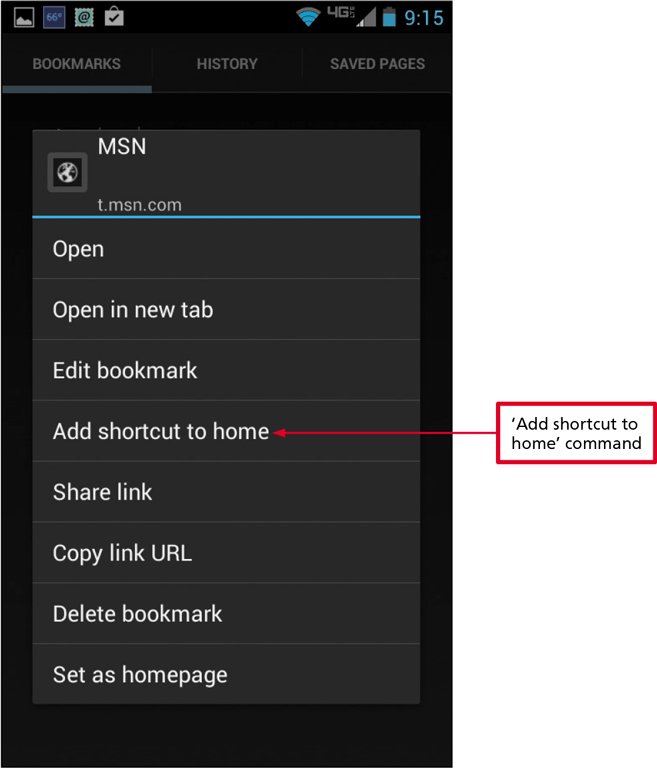 66° @ 4G 9:15
BOOKMARKS HISTORY SAVED PAGES
MSN
t.msn.com
Open
Open in new tab
Edit bookmark
Add shortcut to home
‘Add shortcut to
home’ command
Share link
Copy link URL
Delete bookmark
Set as homepage